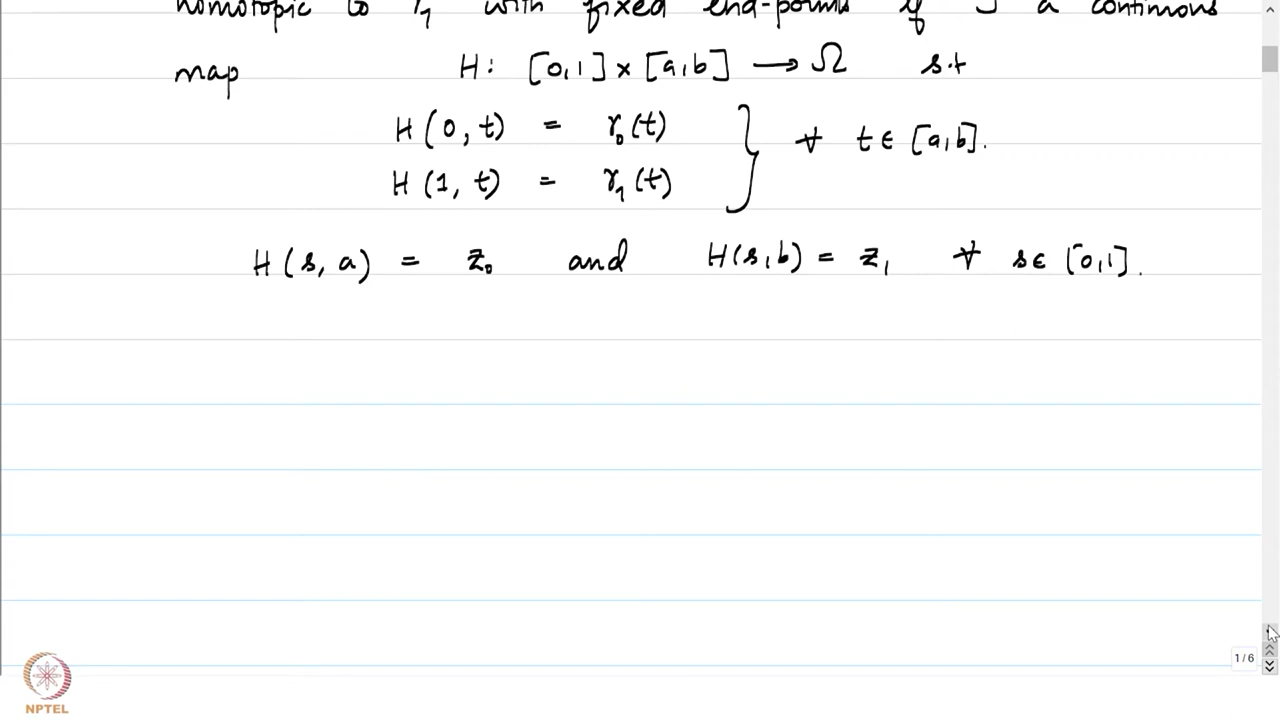 homotopic to γ₁ with fixed end-points if ∃ a continuous
map H: [0,1] × [a,b] ⟶ Ω s.t
H(0, t) = γ₀(t)
H(1, t) = γ₁(t) } ∀ t ∈ [a,b].
H(s, a) = z₀ and H(s,b) = z₁ ∀ s ∈ [0,1].
1 / 6
NPTEL